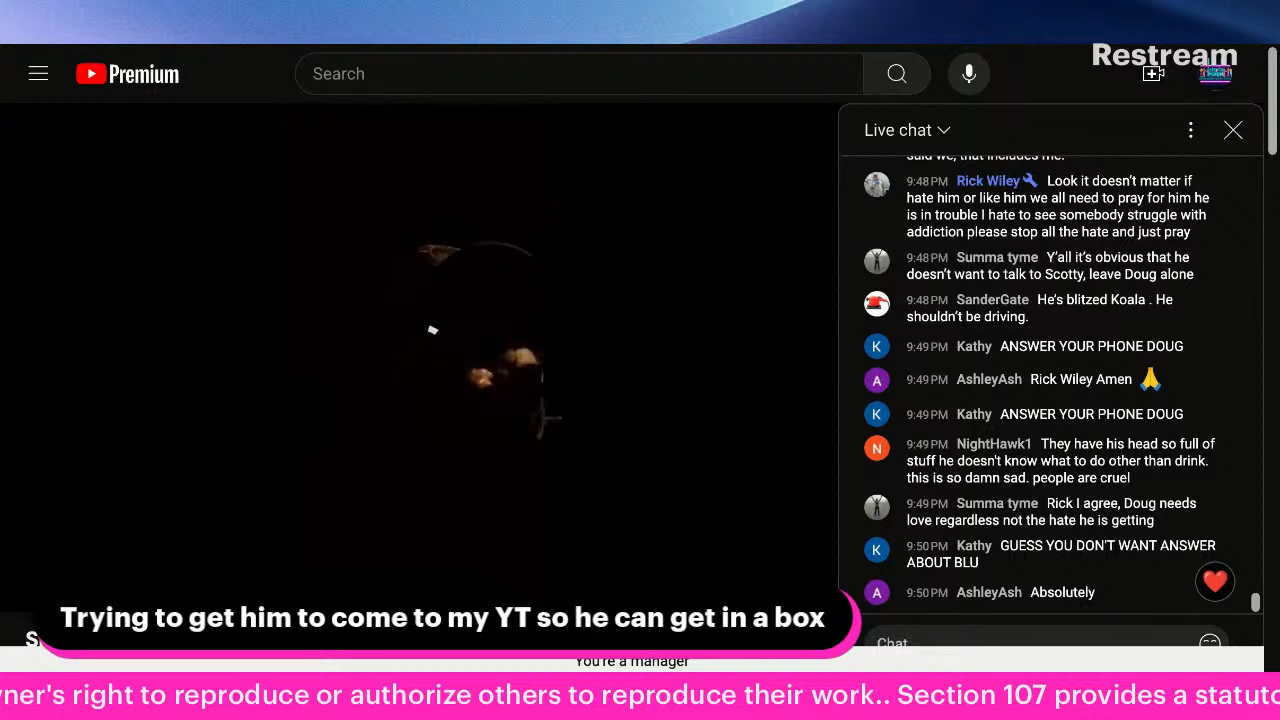 Restream
Premium
Search
Live chat
said we, that includes me.
9:48 PM Rick Wiley Look it doesn't matter if
hate him or like him we all need to pray for him he
is in trouble I hate to see somebody struggle with
addiction please stop all the hate and just pray
9:48 PM Summa tyme Y'all it's obvious that he
doesn't want to talk to Scotty, leave Doug alone
9:48 PM SanderGate He's blitzed Koala . He
shouldn't be driving.
K 9:49 PM Kathy ANSWER YOUR PHONE DOUG
A 9:49 PM AshleyAsh Rick Wiley Amen 🙏
K 9:49 PM Kathy ANSWER YOUR PHONE DOUG
N 9:49 PM NightHawk1 They have his head so full of
stuff he doesn't know what to do other than drink.
this is so damn sad. people are cruel
9:49 PM Summa tyme Rick I agree, Doug needs
love regardless not the hate he is getting
K 9:50 PM Kathy GUESS YOU DON'T WANT ANSWER
ABOUT BLU
A 9:50 PM AshleyAsh Absolutely
Chat
Trying to get him to come to my YT so he can get in a box
You're a manager
ner's right to reproduce or authorize others to reproduce their work.. Section 107 provides a statuto